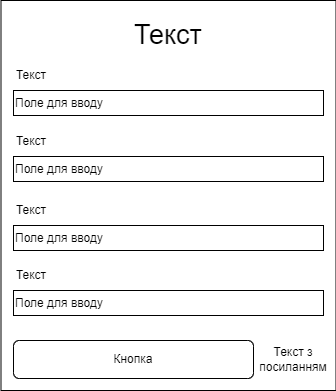 Текст
Текст
Поле для вводу
Текст
Поле для вводу
Текст
Поле для вводу
Текст
Поле для вводу
Кнопка
Текст з
посиланням